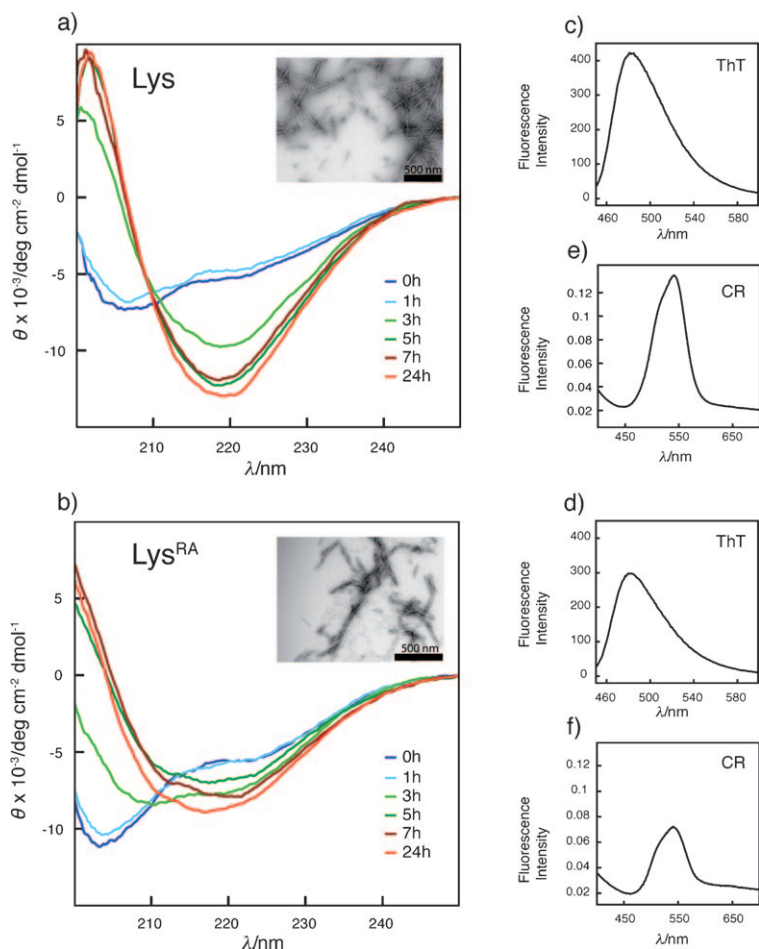 a)
Lys
500 nm
5
0
-5
-10
θ x 10⁻³/deg cm⁻² dmol⁻¹
0h
1h
3h
5h
7h
24h
210
220
230
240
λ/nm
c)
ThT
400
300
200
100
0
Fluorescence
Intensity
460
500
540
580
λ/nm
e)
CR
0.12
0.1
0.08
0.06
0.04
0.02
Fluorescence
Intensity
450
550
650
λ/nm
b)
Lysᴿᴬ
500 nm
5
0
-5
-10
θ x 10⁻³/deg cm⁻² dmol⁻¹
0h
1h
3h
5h
7h
24h
210
220
230
240
λ/nm
d)
ThT
400
300
200
100
0
Fluorescence
Intensity
460
500
540
580
λ/nm
f)
CR
0.12
0.1
0.08
0.06
0.04
0.02
Fluorescence
Intensity
450
550
650
λ/nm